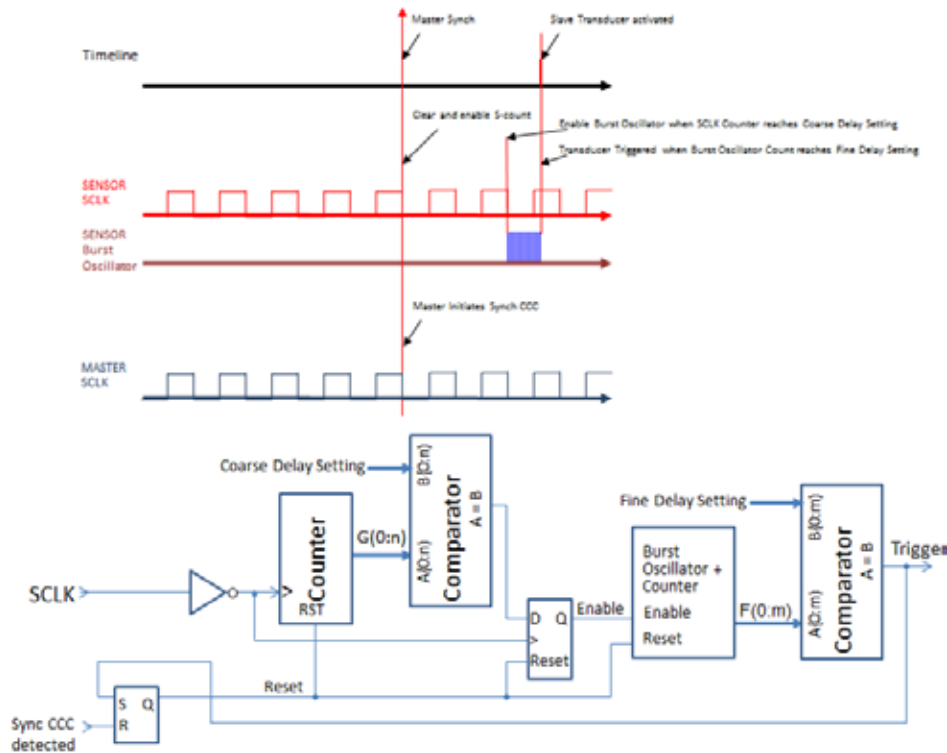 Master Synch
Slave Transducer activated
Timeline
Clear and enable S-count
Enable Burst Oscillator when SCLK Counter reaches Coarse Delay Setting
Transducer Triggered when Burst Oscillator Count reaches Fine Delay Setting
SENSOR
SCLK
SENSOR
Burst
Oscillator
Master Initiates Synch CCC
MASTER
SCLK
Coarse Delay Setting
B[0:n)
A[0:n)
Comparator
A = B
Counter
>
RST
G(0:n)
SCLK
D Q
>
Reset
Enable
Burst
Oscillator +
Counter
Enable
Reset
F(0:m)
Fine Delay Setting
B[0:m)
A[0:m)
Comparator
A = B
Trigger
Reset
S Q
R
Sync CCC
detected